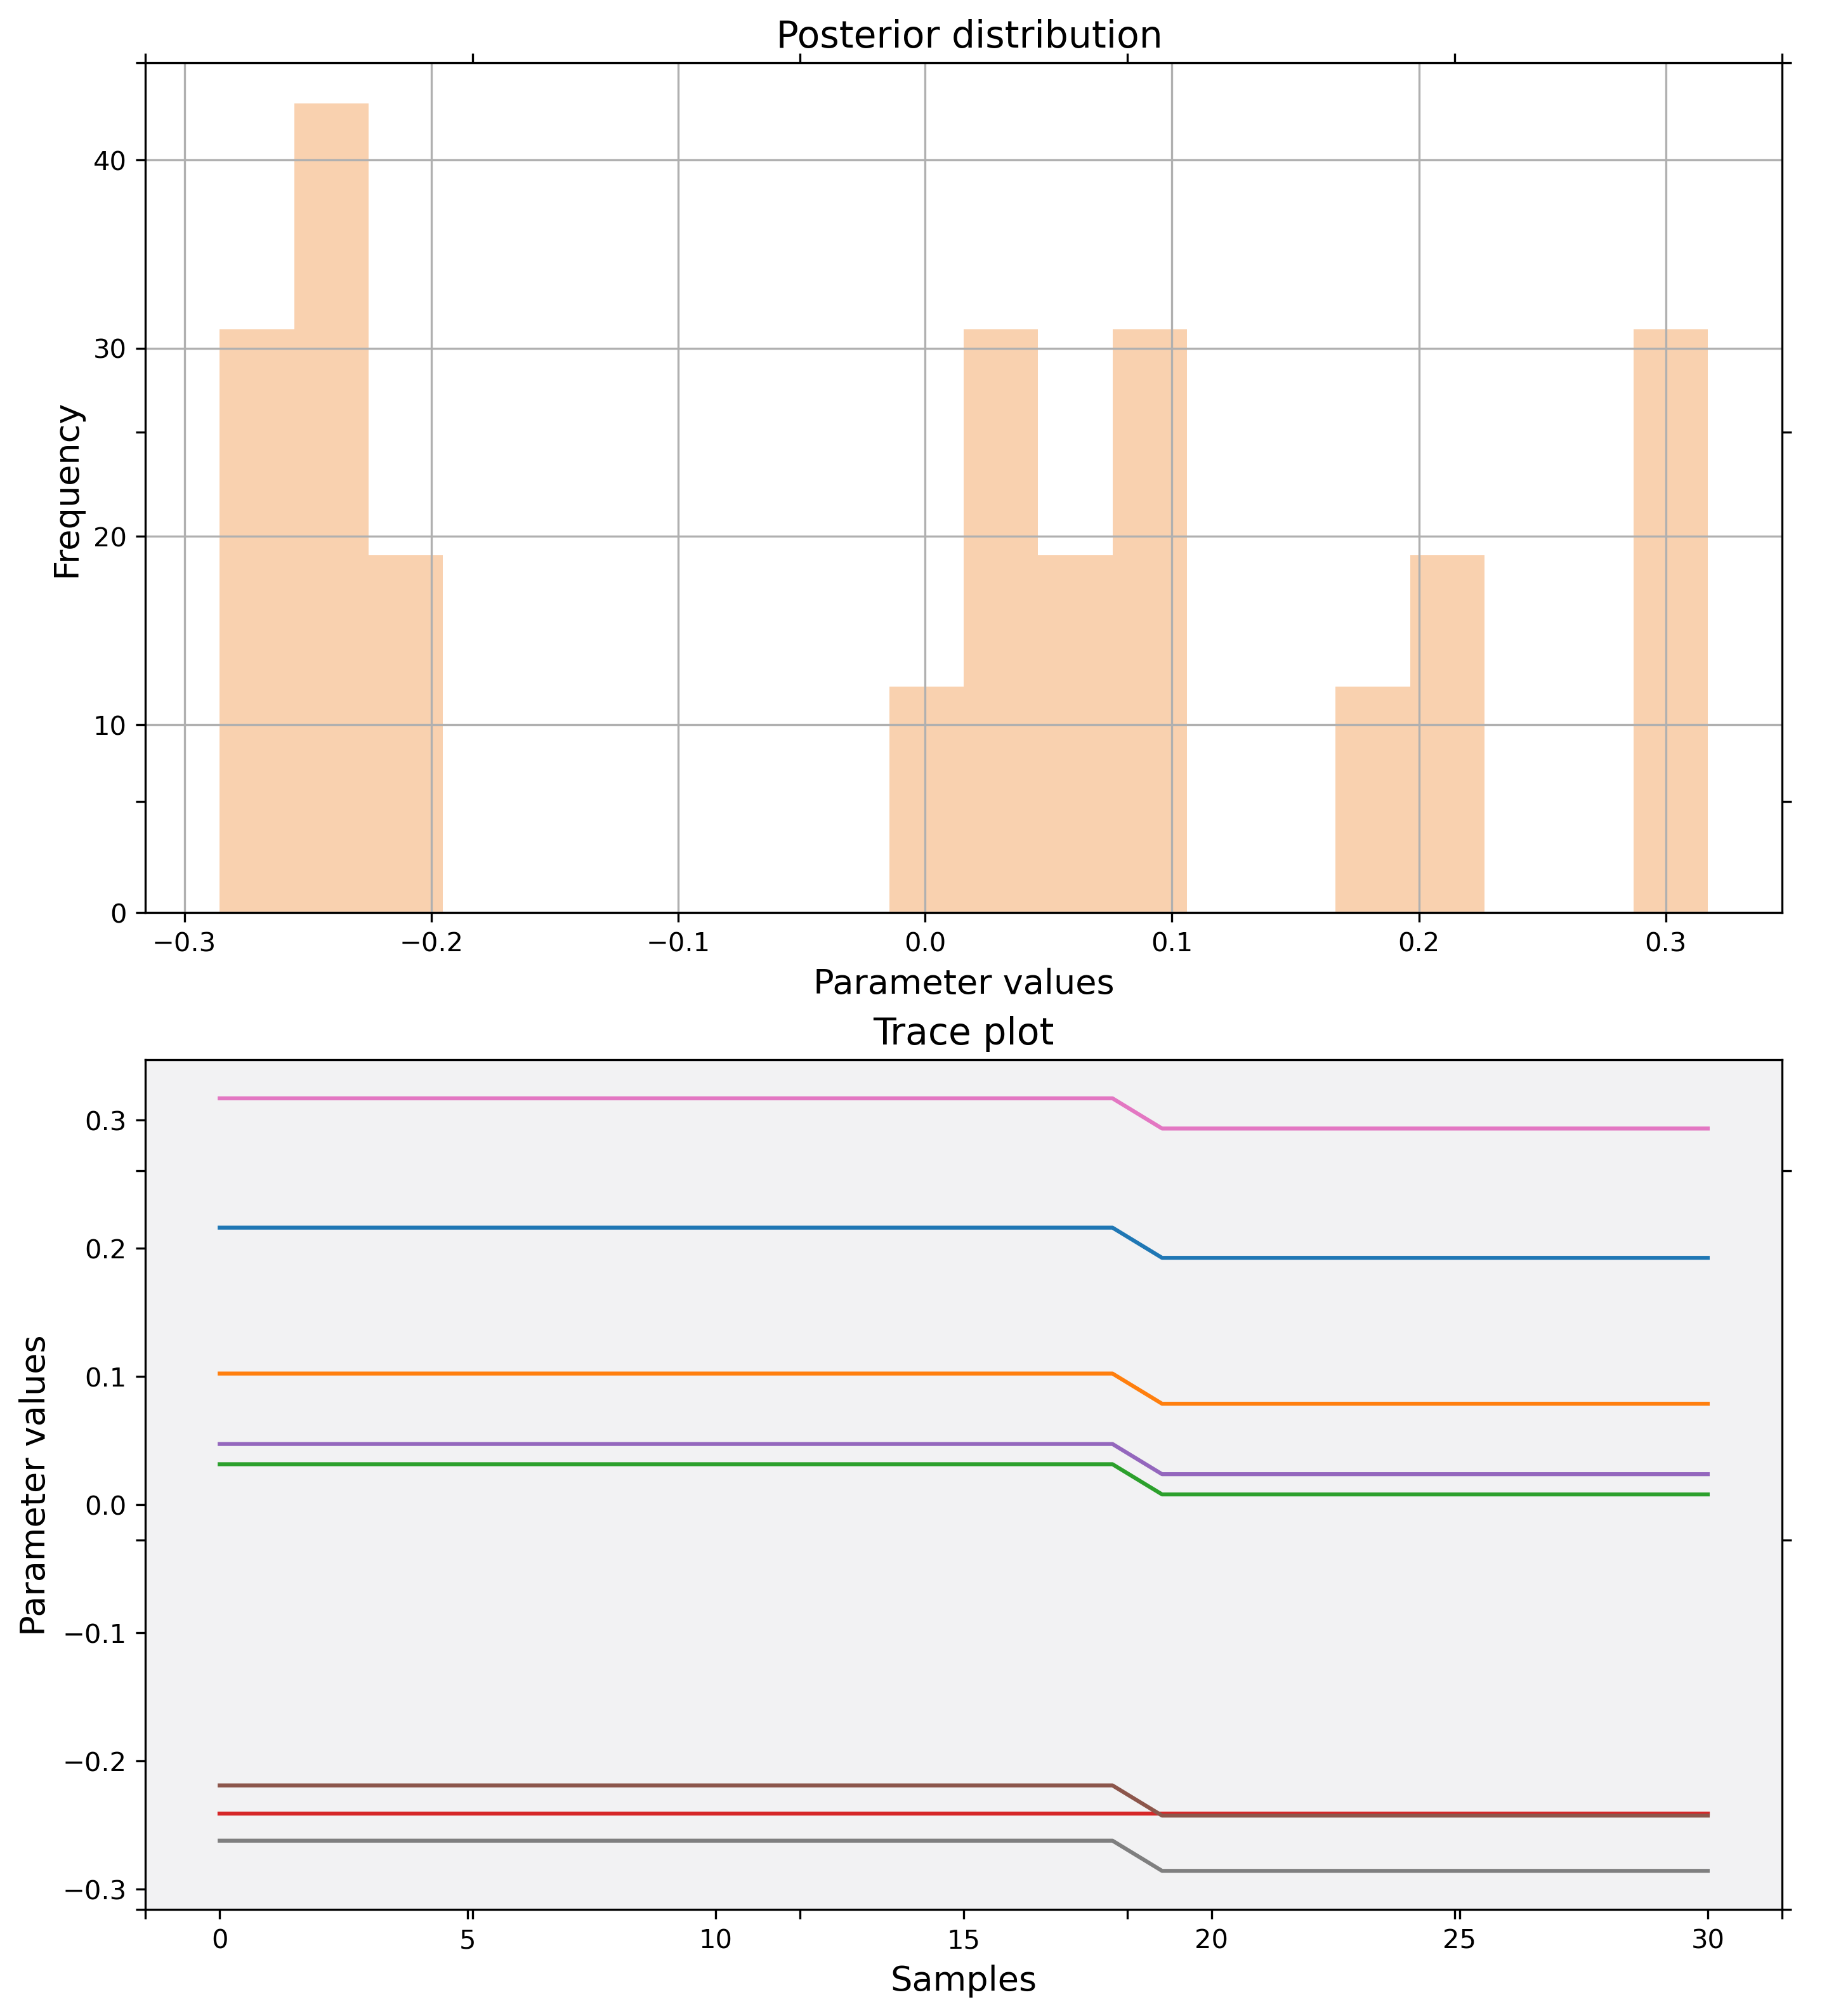 Posterior distribution
Frequency
40
30
20
10
0
−0.3 −0.2 −0.1 0.0 0.1 0.2 0.3
Parameter values
Trace plot
Parameter values
0.3
0.2
0.1
0.0
−0.1
−0.2
−0.3
0 5 10 15 20 25 30
Samples